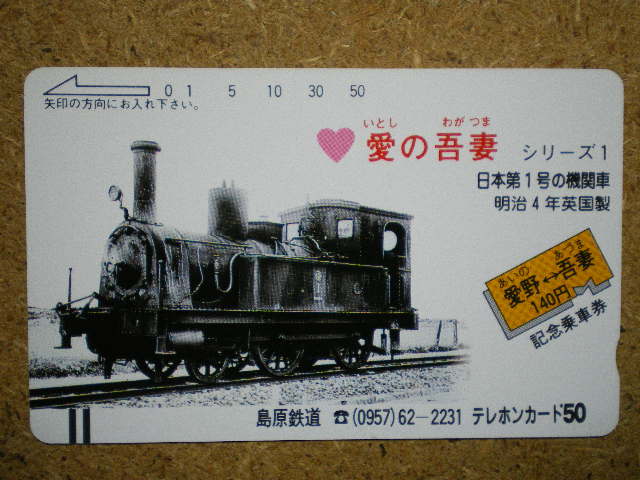 0 1 5 10 30 50
矢印の方向にお入れ下さい。
いとし わがつま
愛の吾妻 シリーズ1
日本第1号の機関車
明治4年英国製
あいの あづま
愛野↔吾妻
140円
記念乗車券
島原鉄道 ☎(0957)62-2231 テレホンカード50